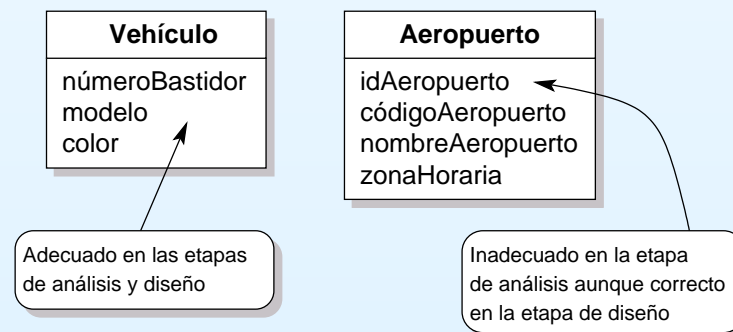 Vehículo
númeroBastidor
modelo
color
Aeropuerto
idAeropuerto
códigoAeropuerto
nombreAeropuerto
zonaHoraria
Adecuado en las etapas
de análisis y diseño
Inadecuado en la etapa
de análisis aunque correcto
en la etapa de diseño